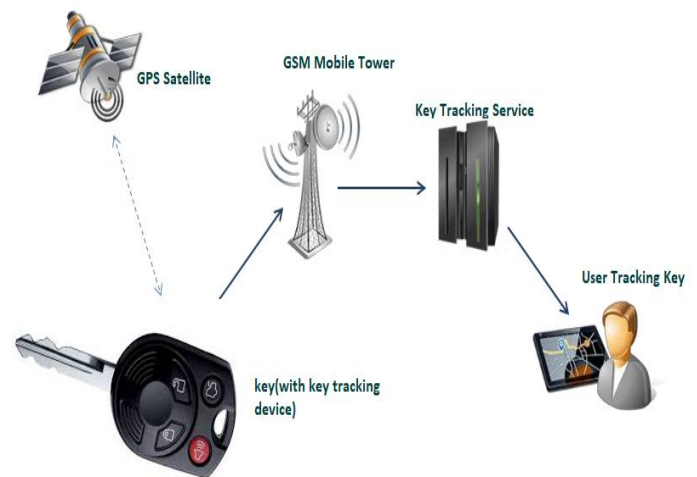 GPS Satellite
GSM Mobile Tower
Key Tracking Service
User Tracking Key
key(with key tracking
device)